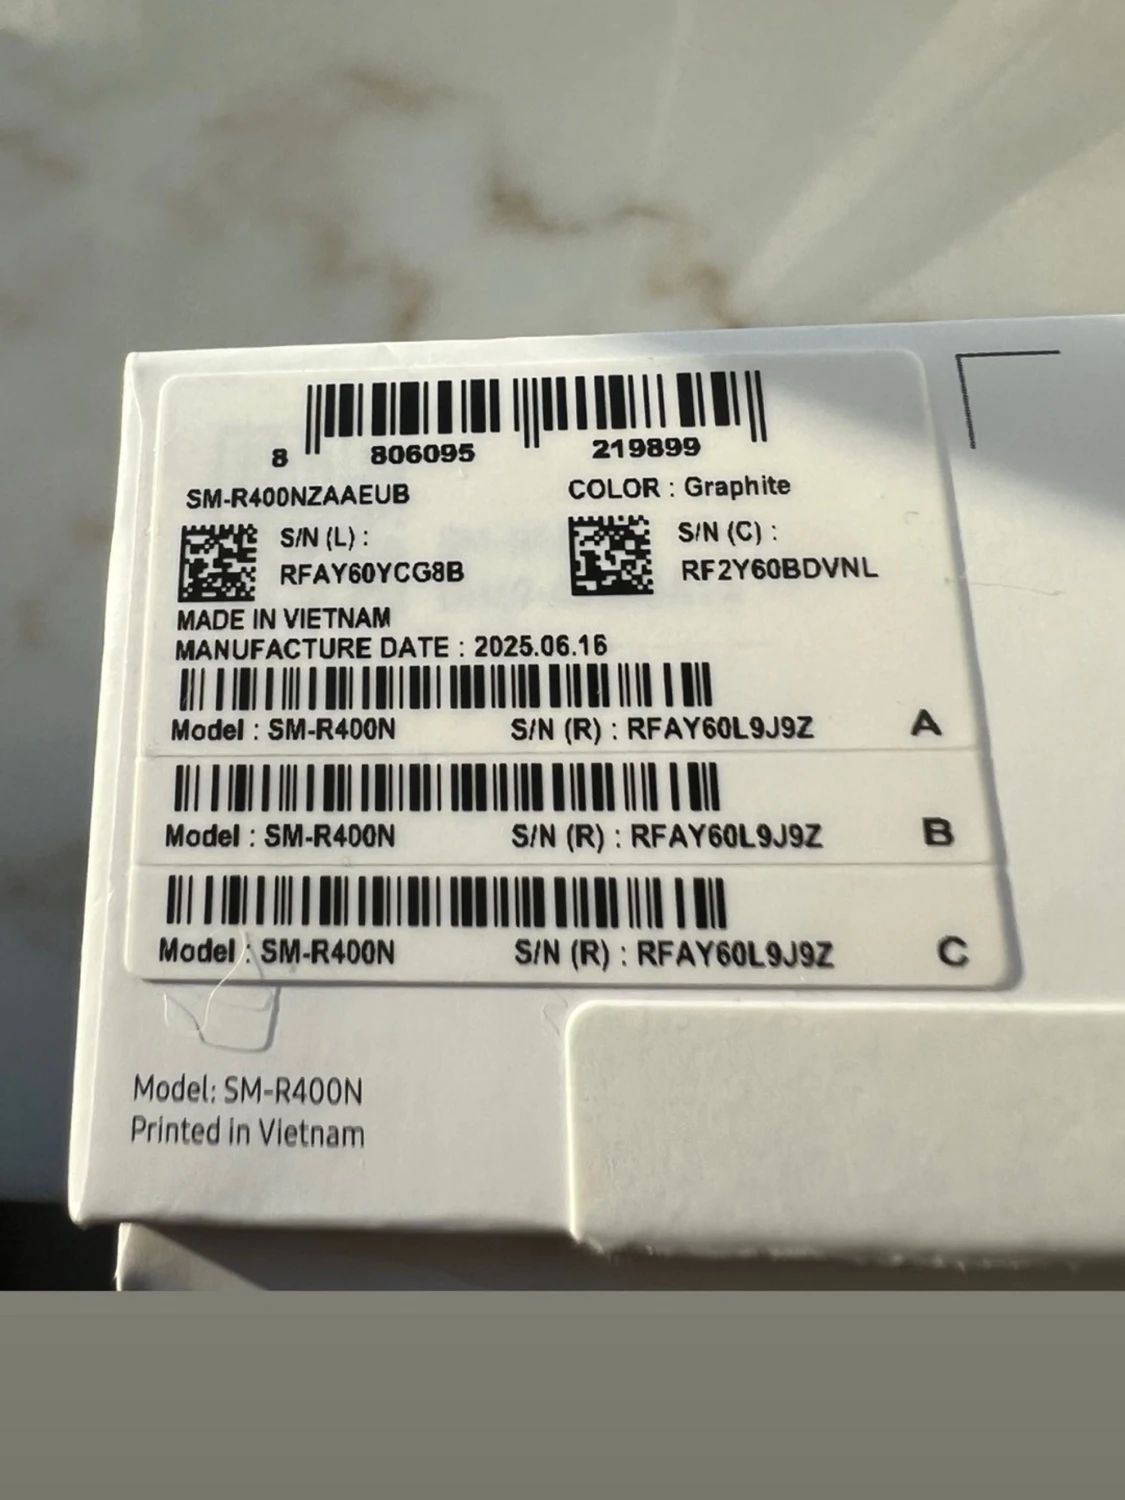 8 806095 219899
SM-R400NZAAEUB COLOR : Graphite
S/N (L) : S/N (C) :
RFAY60YCG8B RF2Y60BDVNL
MADE IN VIETNAM
MANUFACTURE DATE : 2025.06.16
Model : SM-R400N S/N (R) : RFAY60L9J9Z A
Model : SM-R400N S/N (R) : RFAY60L9J9Z B
Model : SM-R400N S/N (R) : RFAY60L9J9Z C
Model: SM-R400N
Printed in Vietnam